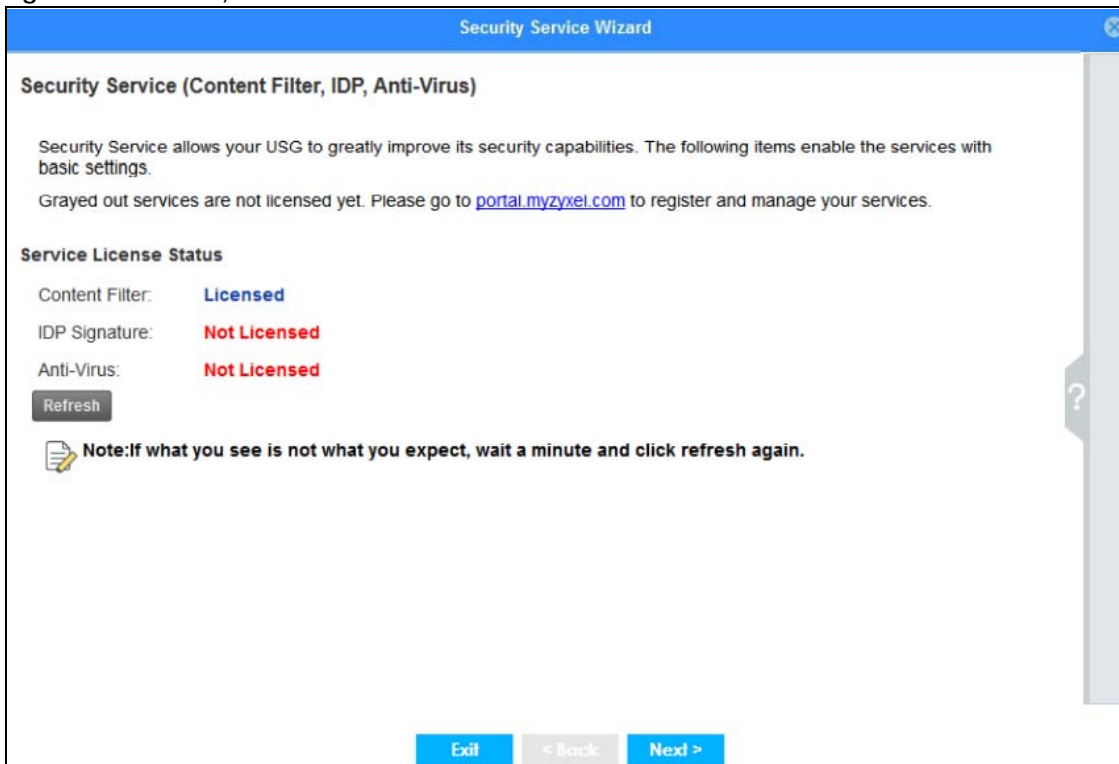 Security Service Wizard
Security Service (Content Filter, IDP, Anti-Virus)
Security Service allows your USG to greatly improve its security capabilities. The following items enable the services with
basic settings.
Grayed out services are not licensed yet. Please go to portal.myzyxel.com to register and manage your services.
Service License Status
Content Filter: Licensed
IDP Signature: Not Licensed
Anti-Virus: Not Licensed
Refresh
Note:If what you see is not what you expect, wait a minute and click refresh again.
?
Exit < Back Next >